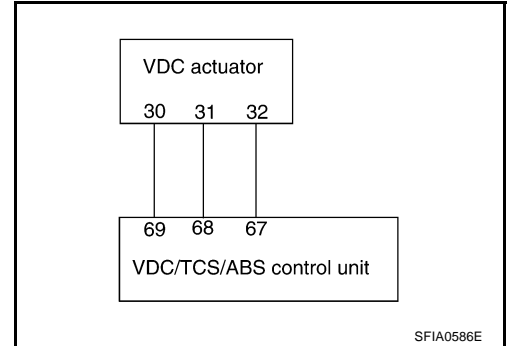 VDC actuator
30 31 32
69 68 67
VDC/TCS/ABS control unit
SFIA0586E